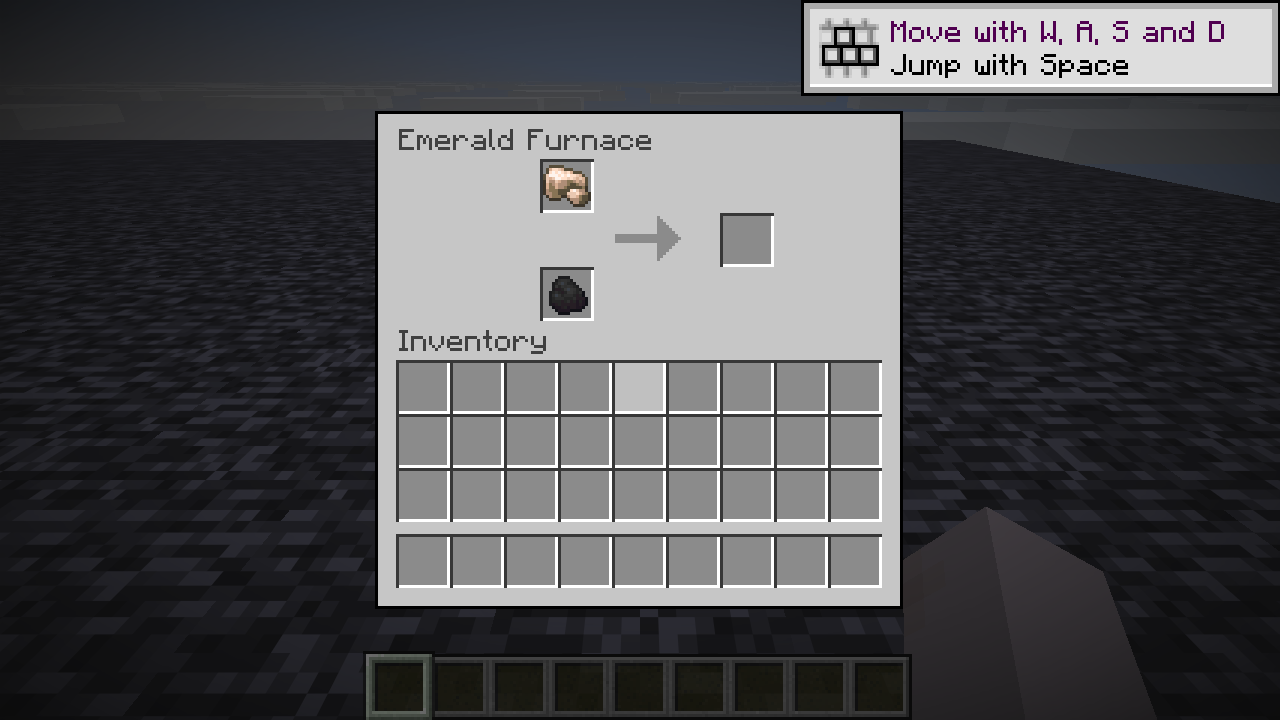 Move with W, A, S and D
Jump with Space
Emerald Furnace
Inventory